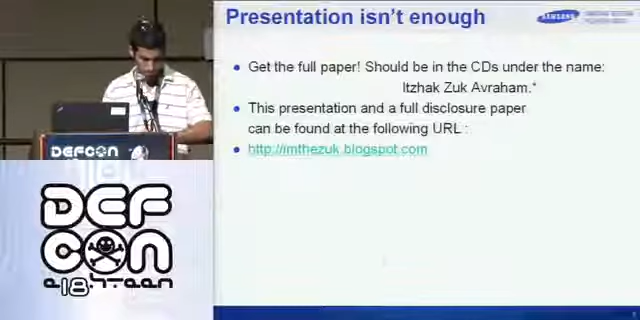 Presentation isn't enough
SAMSUNG
Get the full paper! Should be in the CDs under the name:
Itzhak Zuk Avraham.*
This presentation and a full disclosure paper
can be found at the following URL :
http://imthezuk.blogspot.com
DEFCON
DEF
CON
e18hteen